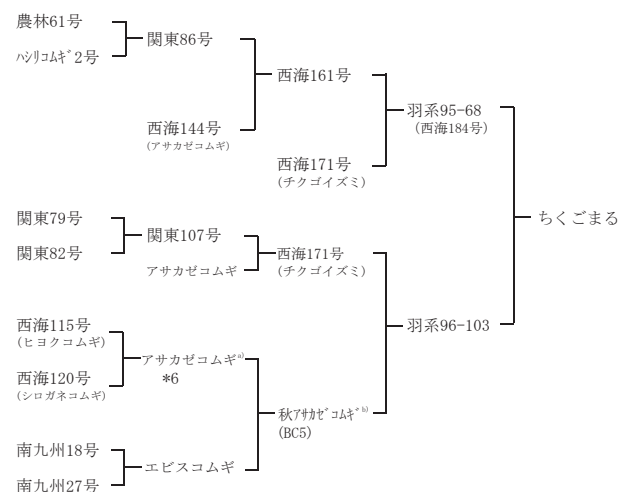 農林61号
ﾊｼﾘｺﾑｷﾞ2号
関東86号
西海144号
(アサカゼコムギ)
西海161号
西海171号
(チクゴイズミ)
羽系95-68
(西海184号)
ちくごまる
関東79号
関東82号
関東107号
アサカゼコムギ
西海171号
(チクゴイズミ)
羽系96-103
西海115号
(ヒヨクコムギ)
西海120号
(シロガネコムギ)
アサカゼコムギa)
*6
秋ｱｻｶｾﾞｺﾑｷﾞb)
(BC5)
南九州18号
南九州27号
エビスコムギ